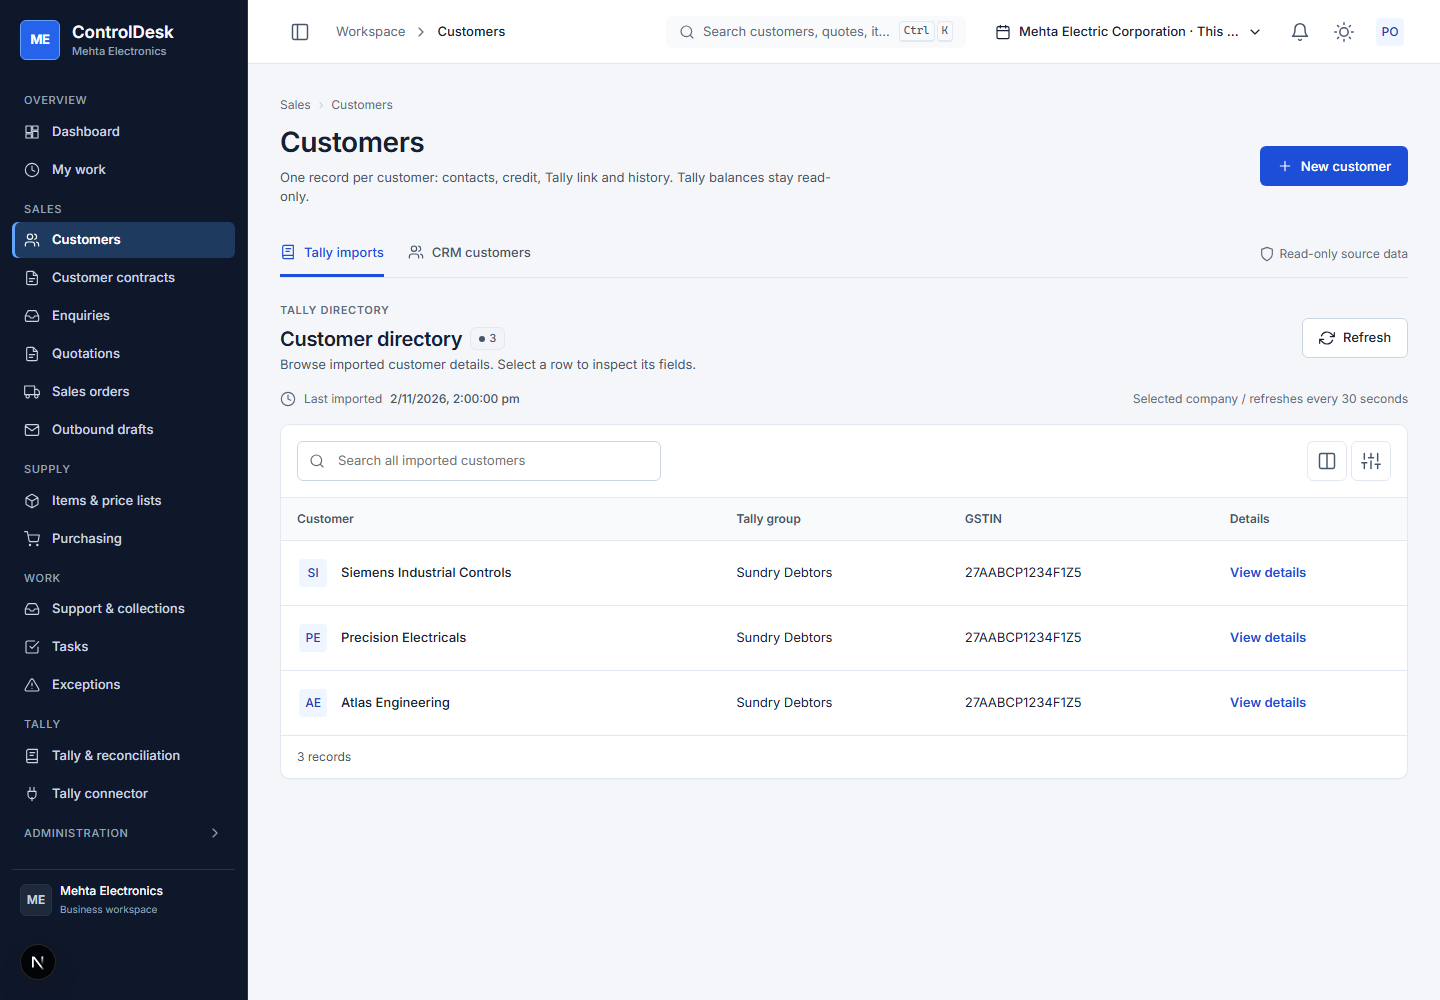 ME
ControlDesk
Mehta Electronics
OVERVIEW
Dashboard
My work
SALES
Customers
Customer contracts
Enquiries
Quotations
Sales orders
Outbound drafts
SUPPLY
Items & price lists
Purchasing
WORK
Support & collections
Tasks
Exceptions
TALLY
Tally & reconciliation
Tally connector
ADMINISTRATION
ME
Mehta Electronics
Business workspace
N
Workspace > Customers
Search customers, quotes, it... Ctrl K
Mehta Electric Corporation · This ...
PO
Sales > Customers
Customers
One record per customer: contacts, credit, Tally link and history. Tally balances stay read-
only.
New customer
Tally imports
CRM customers
Read-only source data
TALLY DIRECTORY
Customer directory 3
Refresh
Browse imported customer details. Select a row to inspect its fields.
Last imported 2/11/2026, 2:00:00 pm
Selected company / refreshes every 30 seconds
Search all imported customers
Customer Tally group GSTIN Details
SI Siemens Industrial Controls Sundry Debtors 27AABCP1234F1Z5 View details
PE Precision Electricals Sundry Debtors 27AABCP1234F1Z5 View details
AE Atlas Engineering Sundry Debtors 27AABCP1234F1Z5 View details
3 records